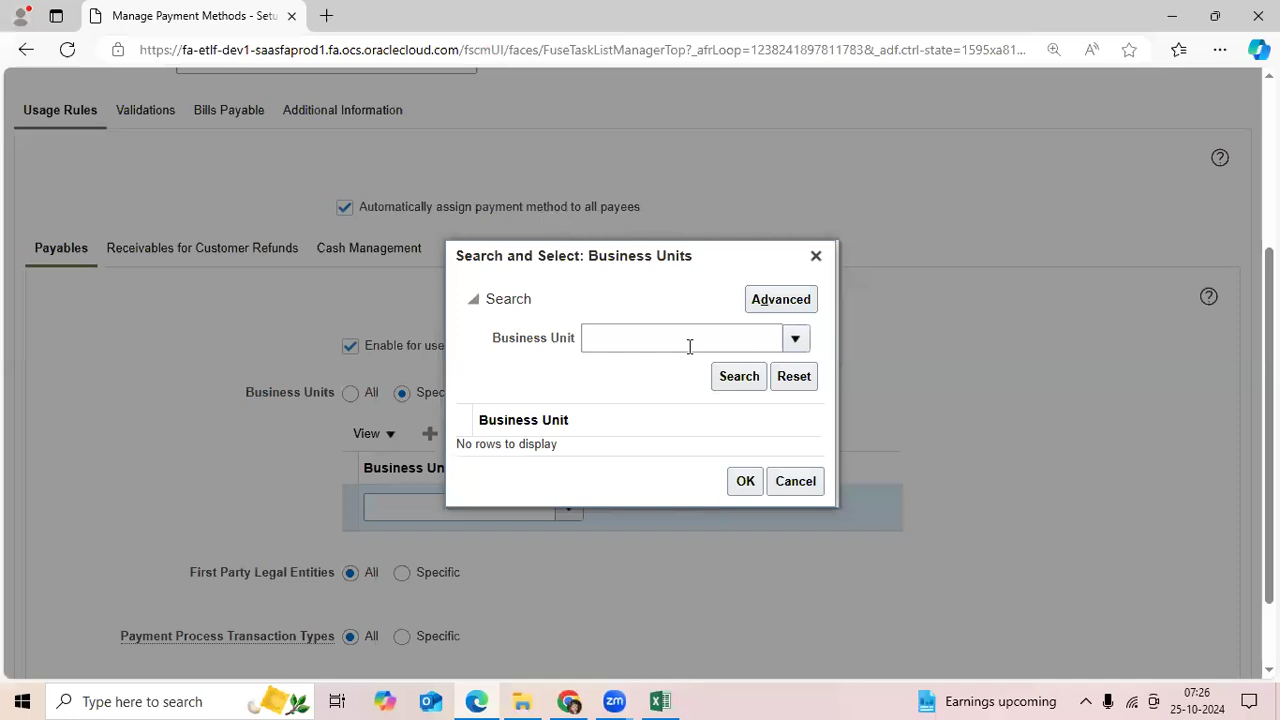 Manage Payment Methods - Setu
https://fa-etlf-dev1-saasfaprod1.fa.ocs.oraclecloud.com/fscmUI/faces/FuseTaskListManagerTop?_afrLoop=1238241897811783&_adf.ctrl-state=1595xa81...
Usage Rules Validations Bills Payable Additional Information
Automatically assign payment method to all payees
Payables Receivables for Customer Refunds Cash Management
Search and Select: Business Units
Search Advanced
Business Unit
Enable for use
Search Reset
Business Units All Speci
Business Unit
View
No rows to display
Business Un
OK Cancel
First Party Legal Entities All Specific
Payment Process Transaction Types All Specific
Type here to search
zm
Earnings upcoming
07:26
25-10-2024